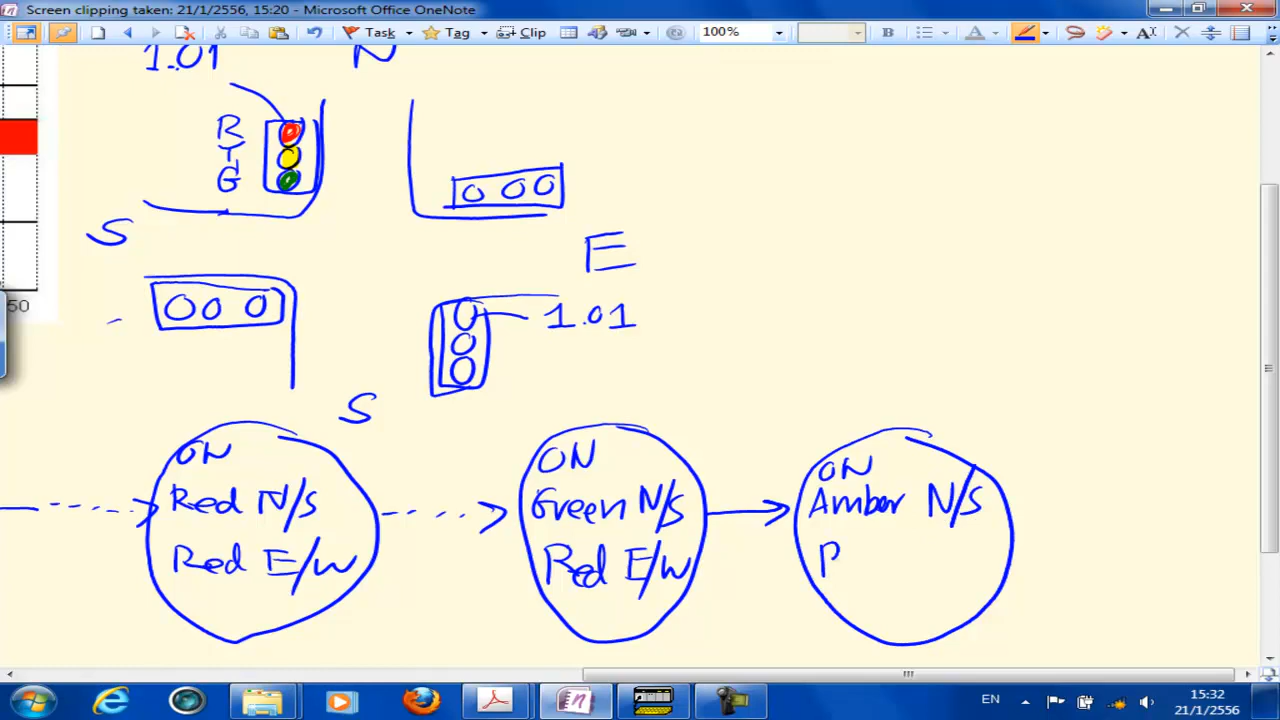 Screen clipping taken: 21/1/2556, 15:20 - Microsoft Office OneNote
Task
Tag
Clip
100%
B
A
1.01
N
R
Y
G
S
E
50
1.01
S
ON
Red N/S
Red E/W
ON
Green N/S
Red E/W
ON
Amber N/S
P
EN
15:32
21/1/2556